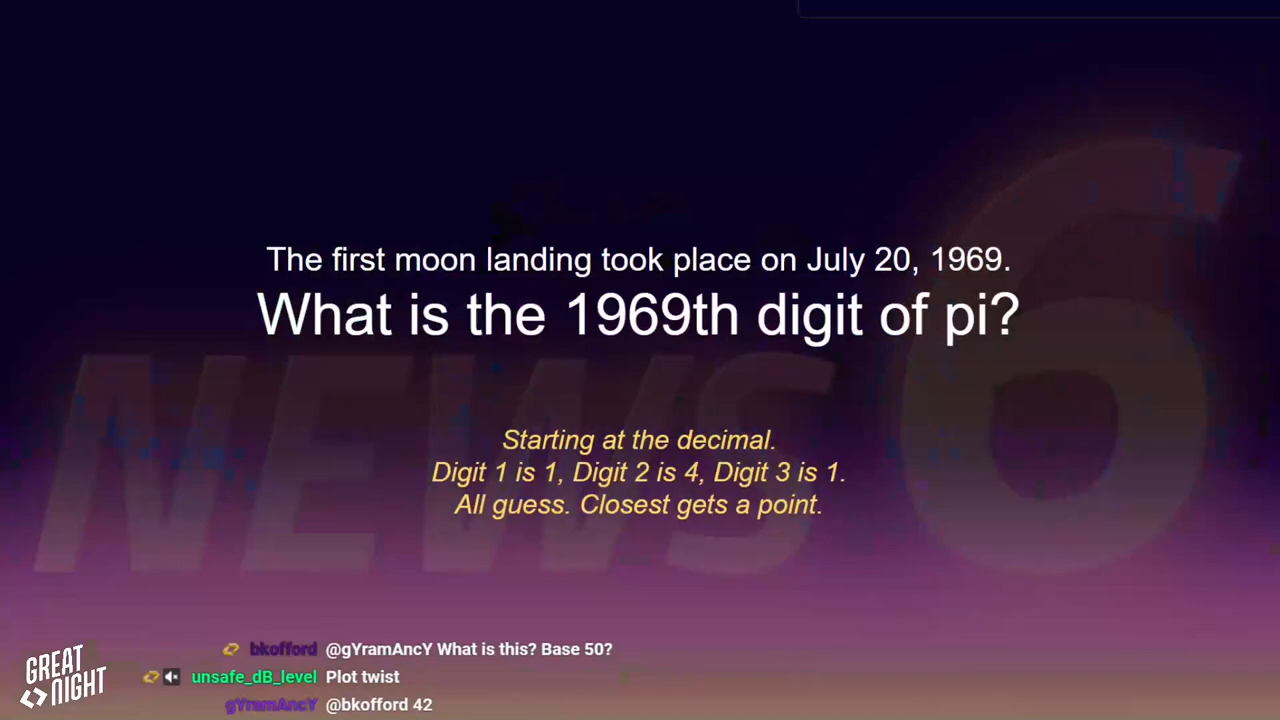 The first moon landing took place on July 20, 1969.
What is the 1969th digit of pi?
NEWS 6
Starting at the decimal.
Digit 1 is 1, Digit 2 is 4, Digit 3 is 1.
All guess. Closest gets a point.
bkofford @gYramAncY What is this? Base 50?
unsafe_dB_level Plot twist
gYramAncY @bkofford 42
GREAT
NIGHT